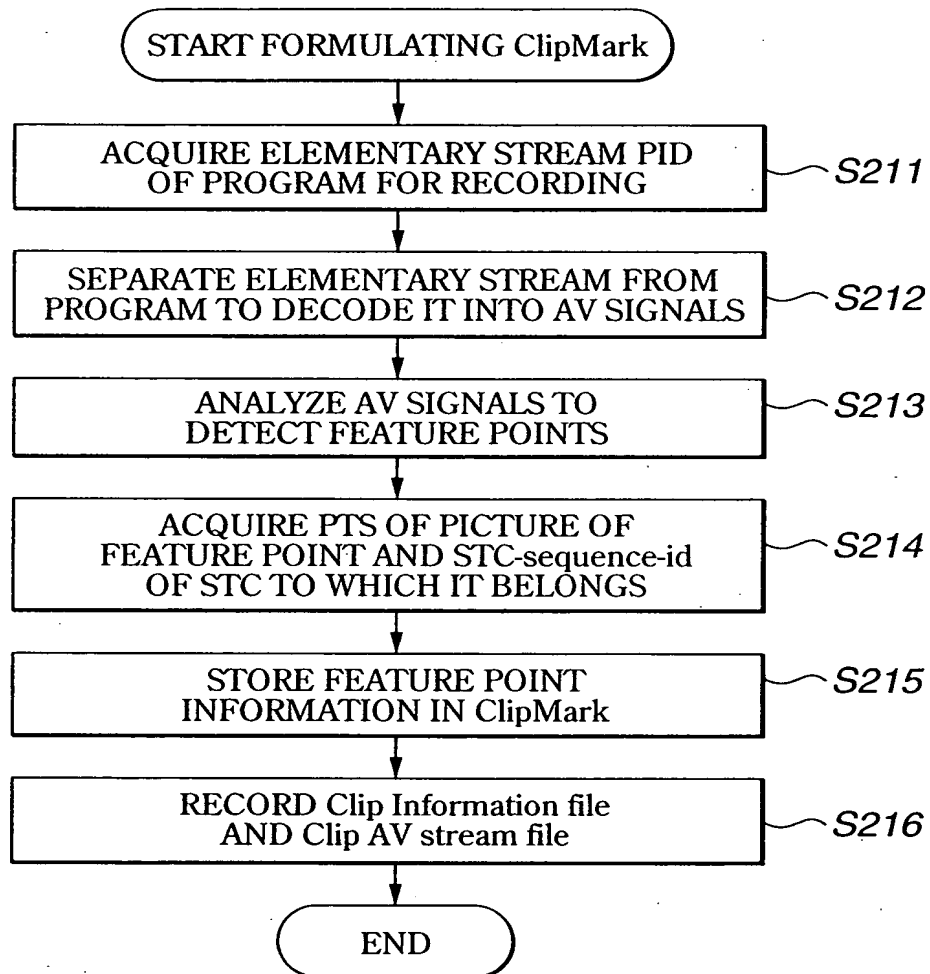 START FORMULATING ClipMark
ACQUIRE ELEMENTARY STREAM PID
OF PROGRAM FOR RECORDING
S211
SEPARATE ELEMENTARY STREAM FROM
PROGRAM TO DECODE IT INTO AV SIGNALS
S212
ANALYZE AV SIGNALS TO
DETECT FEATURE POINTS
S213
ACQUIRE PTS OF PICTURE OF
FEATURE POINT AND STC-sequence-id
OF STC TO WHICH IT BELONGS
S214
STORE FEATURE POINT
INFORMATION IN ClipMark
S215
RECORD Clip Information file
AND Clip AV stream file
S216
END